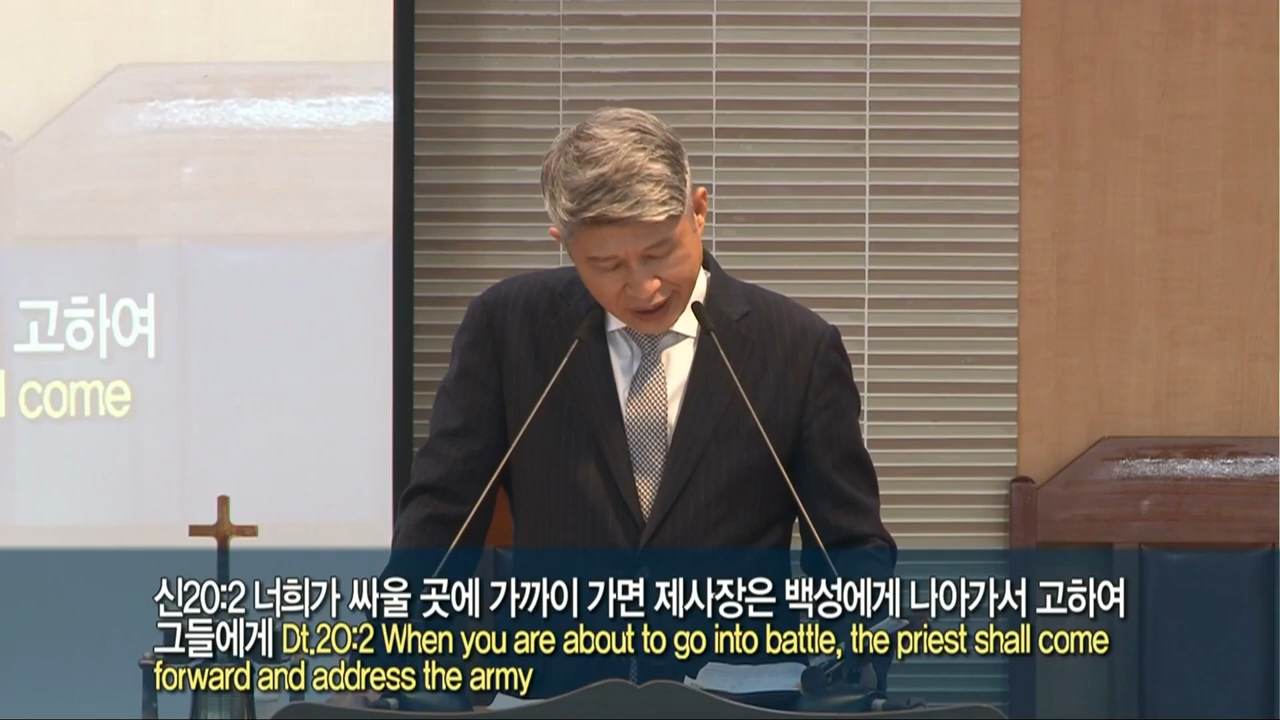 고하여
l come
신20:2 너희가 싸울 곳에 가까이 가면 제사장은 백성에게 나아가서 고하여
그들에게 Dt.20:2 When you are about to go into battle, the priest shall come
forward and address the army